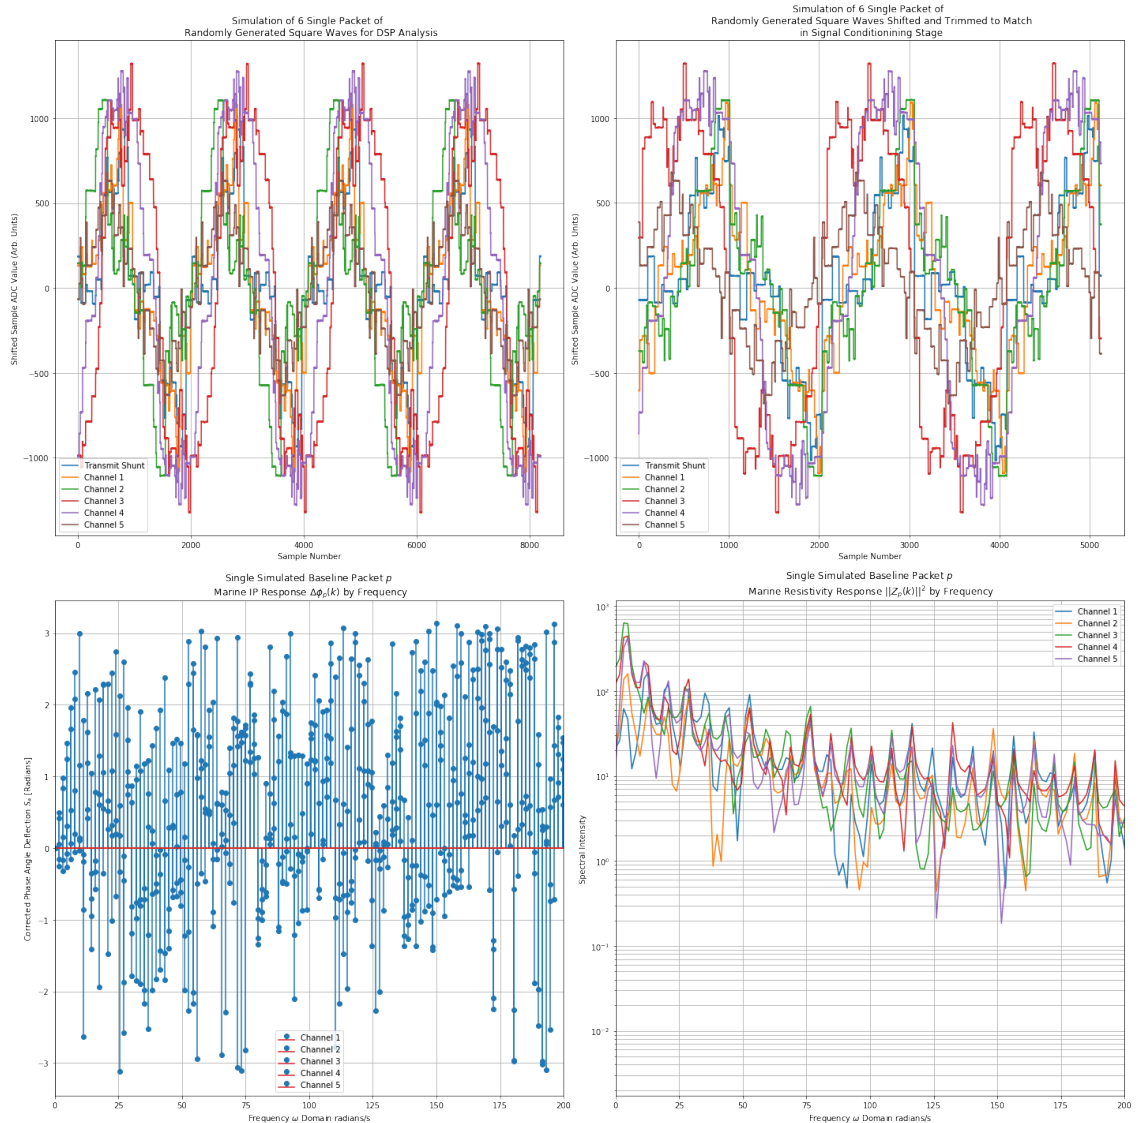 Simulation of 6 Single Packet of
Randomly Generated Square Waves for DSP Analysis
Shifted Sample ADC Value (Arb. Units)
1000
500
0
−500
−1000
Transmit Shunt
Channel 1
Channel 2
Channel 3
Channel 4
Channel 5
0 2000 4000 6000 8000
Sample Number
Simulation of 6 Single Packet of
Randomly Generated Square Waves Shifted and Trimmed to Match
in Signal Conditionining Stage
Shifted Sample ADC Value (Arb. Units)
1000
500
0
−500
−1000
Transmit Shunt
Channel 1
Channel 2
Channel 3
Channel 4
Channel 5
0 1000 2000 3000 4000 5000
Sample Number
Single Simulated Baseline Packet p
Marine IP Response Δϕₚ(k) by Frequency
Corrected Phase Angle Deflection Sₐ [Radians]
3
2
1
0
−1
−2
−3
Channel 1
Channel 2
Channel 3
Channel 4
Channel 5
0 25 50 75 100 125 150 175 200
Frequency ω Domain radians/s
Single Simulated Baseline Packet p
Marine Resistivity Response ||Zₚ(k)||² by Frequency
Spectral Intensity
10³
10²
10¹
10⁰
10⁻¹
10⁻²
Channel 1
Channel 2
Channel 3
Channel 4
Channel 5
0 25 50 75 100 125 150 175 200
Frequency ω Domain radians/s